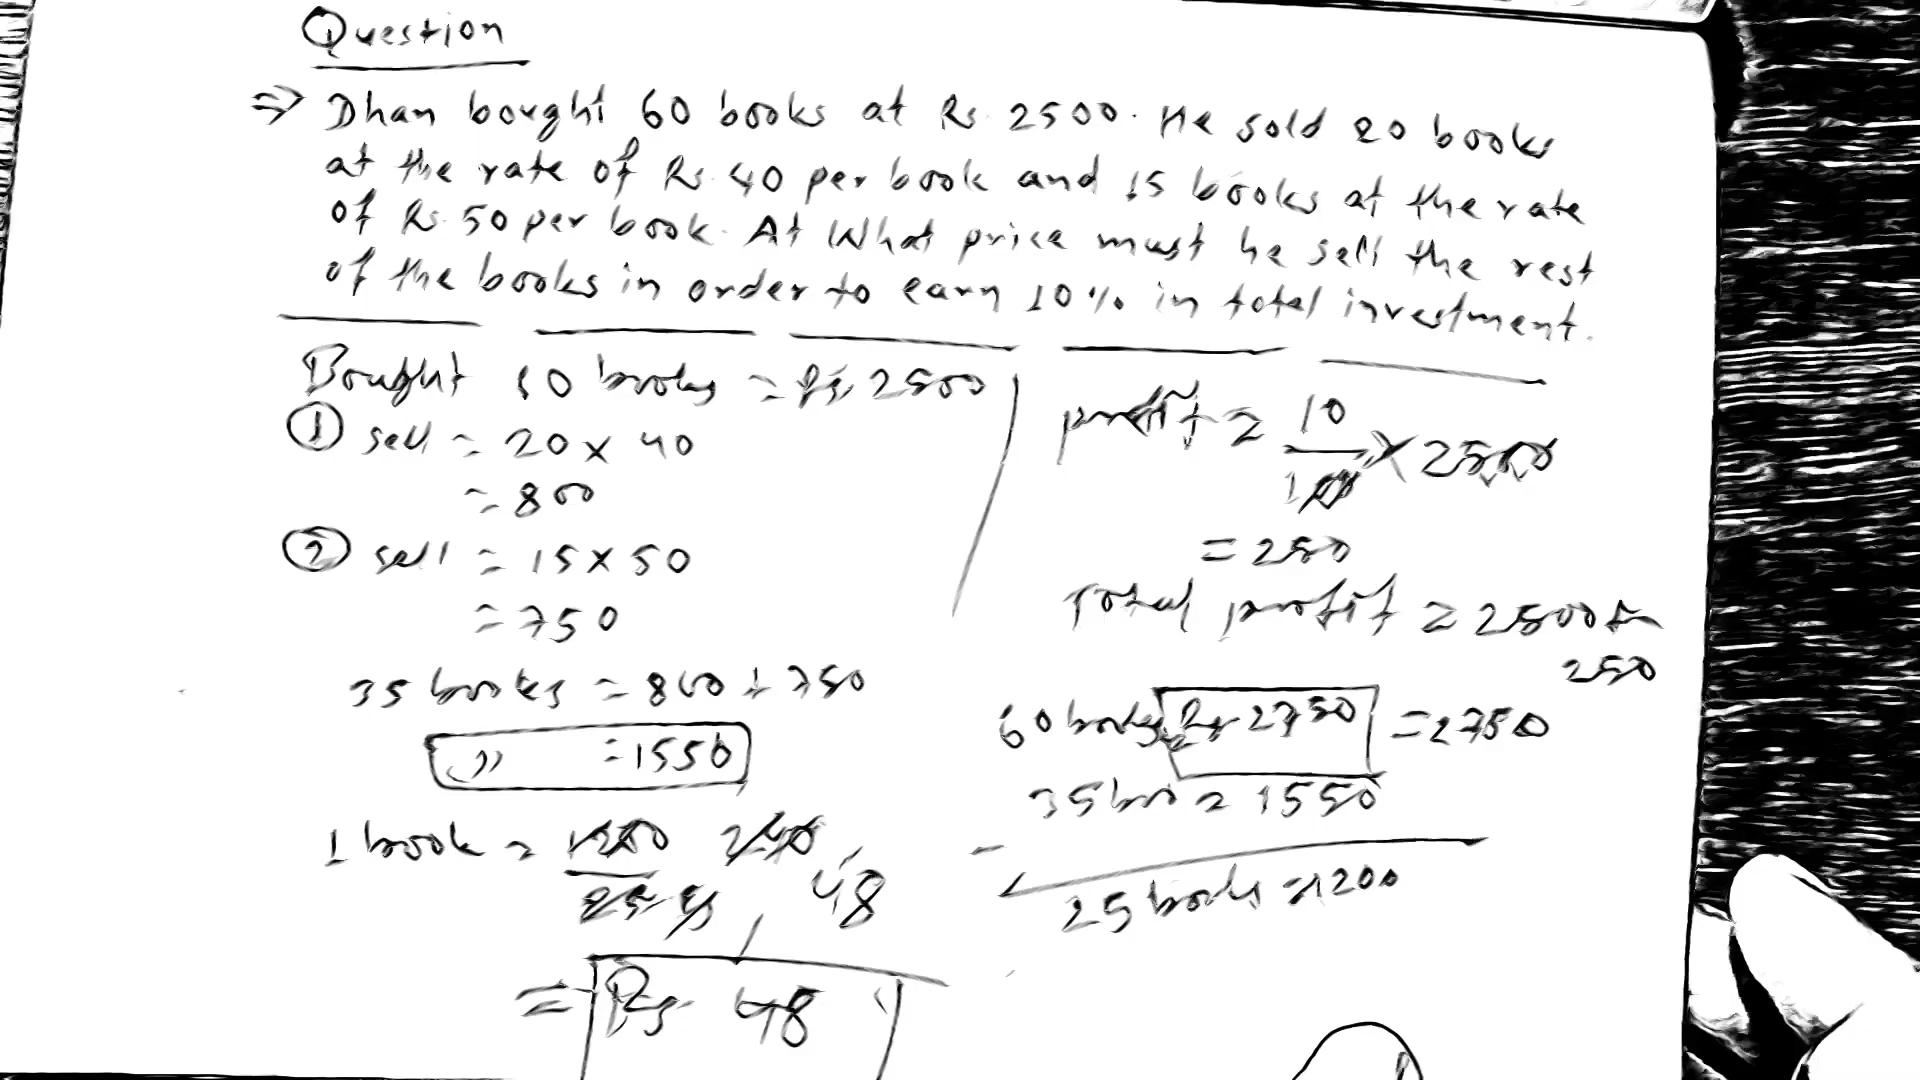 Question
⇒ Dhan bought 60 books at Rs. 2500. He sold 20 books
at the rate of Rs. 40 per book and 15 books at the rate
of Rs. 50 per book. At What price must he sell the rest
of the books in order to earn 10% in total investment.
Bought 60 books = Rs. 2500
① sell = 20 x 40
= 800
② sell = 15 x 50
= 750
35 books = 800 + 750
" = 1550
1 book = 1200 240 48
25 5
= Rs 48
profit = 10 x 2500
100
= 250
Total profit = 2500 +
250
60 books Rs 2750 = 2750
35 boo = 1550
-
25 books = 1200